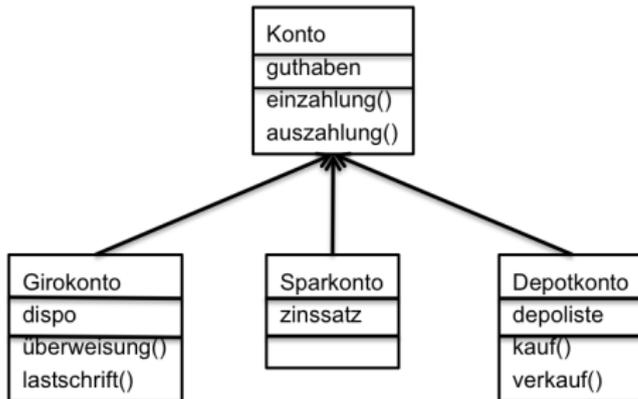 Konto
guthaben
einzahlung()
auszahlung()
Girokonto
dispo
überweisung()
lastschrift()
Sparkonto
zinssatz
Depotkonto
depoliste
kauf()
verkauf()